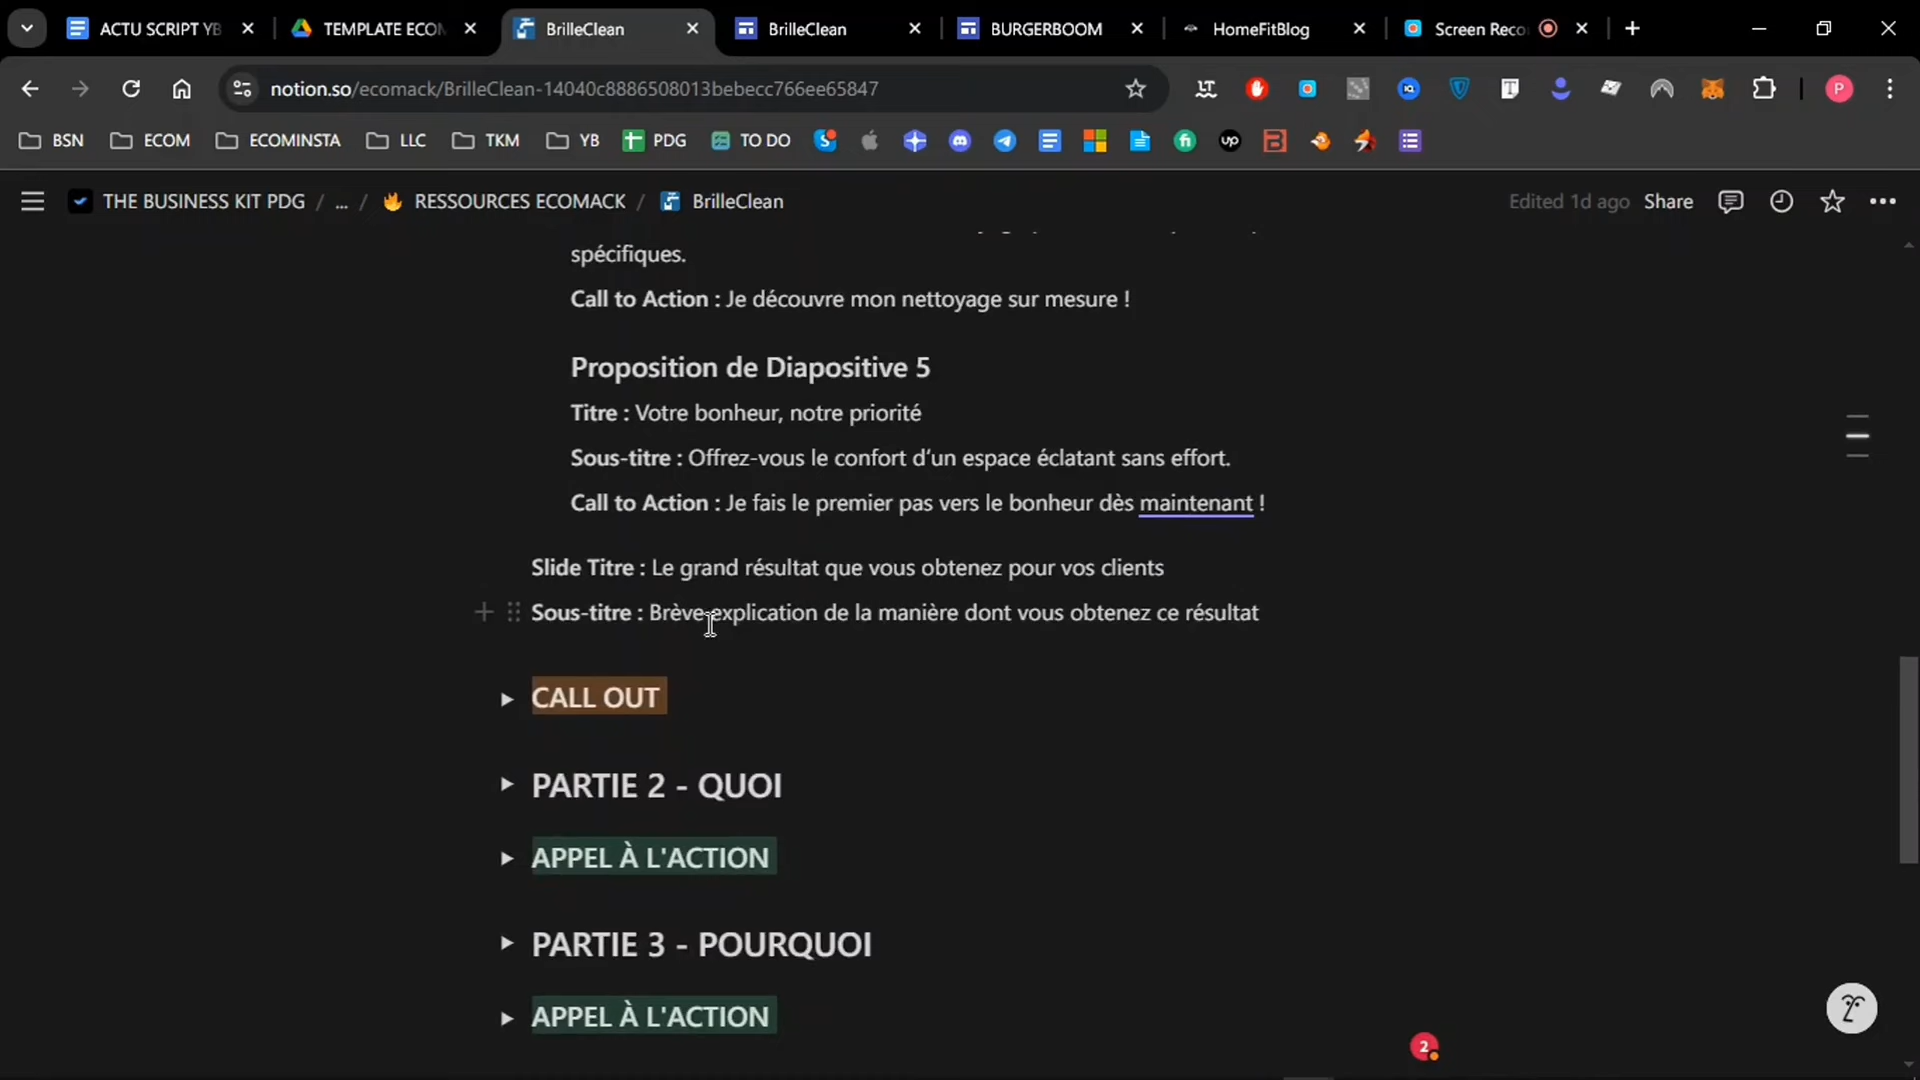 ACTU SCRIPT YB
TEMPLATE ECOM
BrilleClean
BrilleClean
BURGERBOOM
HomeFitBlog
Screen Reco
notion.so/ecomack/BrilleClean-14040c8886508013bebecc766ee65847
P
BSN
ECOM
ECOMINSTA
LLC
TKM
YB
PDG
TO DO
up
THE BUSINESS KIT PDG / ... / RESSOURCES ECOMACK / BrilleClean
Edited 1d ago
Share
spécifiques.
Call to Action : Je découvre mon nettoyage sur mesure !
Proposition de Diapositive 5
Titre : Votre bonheur, notre priorité
Sous-titre : Offrez-vous le confort d’un espace éclatant sans effort.
Call to Action : Je fais le premier pas vers le bonheur dès maintenant !
Slide Titre : Le grand résultat que vous obtenez pour vos clients
Sous-titre : Brève explication de la manière dont vous obtenez ce résultat
CALL OUT
PARTIE 2 - QUOI
APPEL À L'ACTION
PARTIE 3 - POURQUOI
APPEL À L'ACTION
2